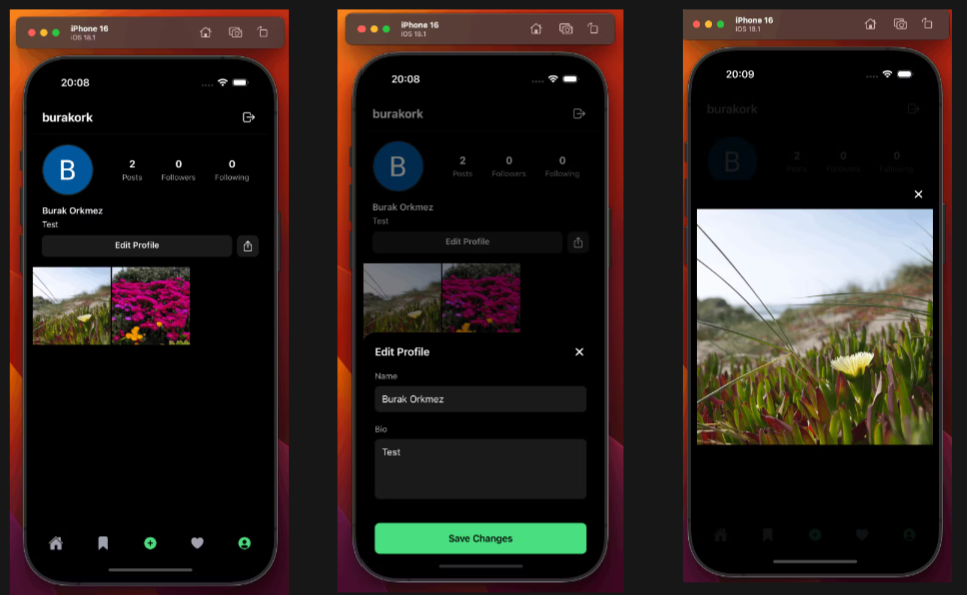 iPhone 16
iOS 18.1
20:08
burakork
B
2 0 0
Posts Followers Following
Burak Orkmez
Test
Edit Profile
iPhone 16
iOS 18.1
20:08
burakork
B
2 0 0
Posts Followers Following
Burak Orkmez
Test
Edit Profile
Edit Profile
Name
Burak Orkmez
Bio
Test
Save Changes
iPhone 16
iOS 18.1
20:09
burakork
B
2 0 0
Posts Followers Following